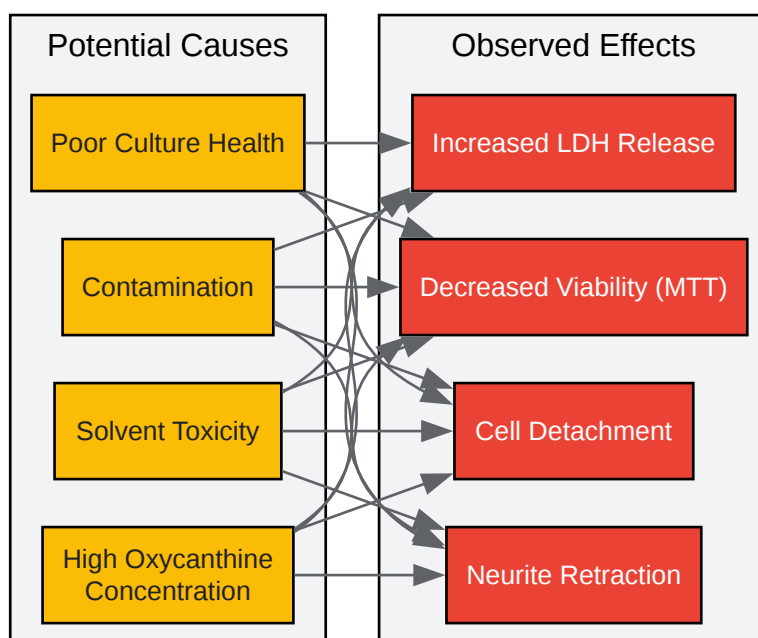 Potential Causes
Poor Culture Health
Contamination
Solvent Toxicity
High Oxycanthine
Concentration
Observed Effects
Increased LDH Release
Decreased Viability (MTT)
Cell Detachment
Neurite Retraction